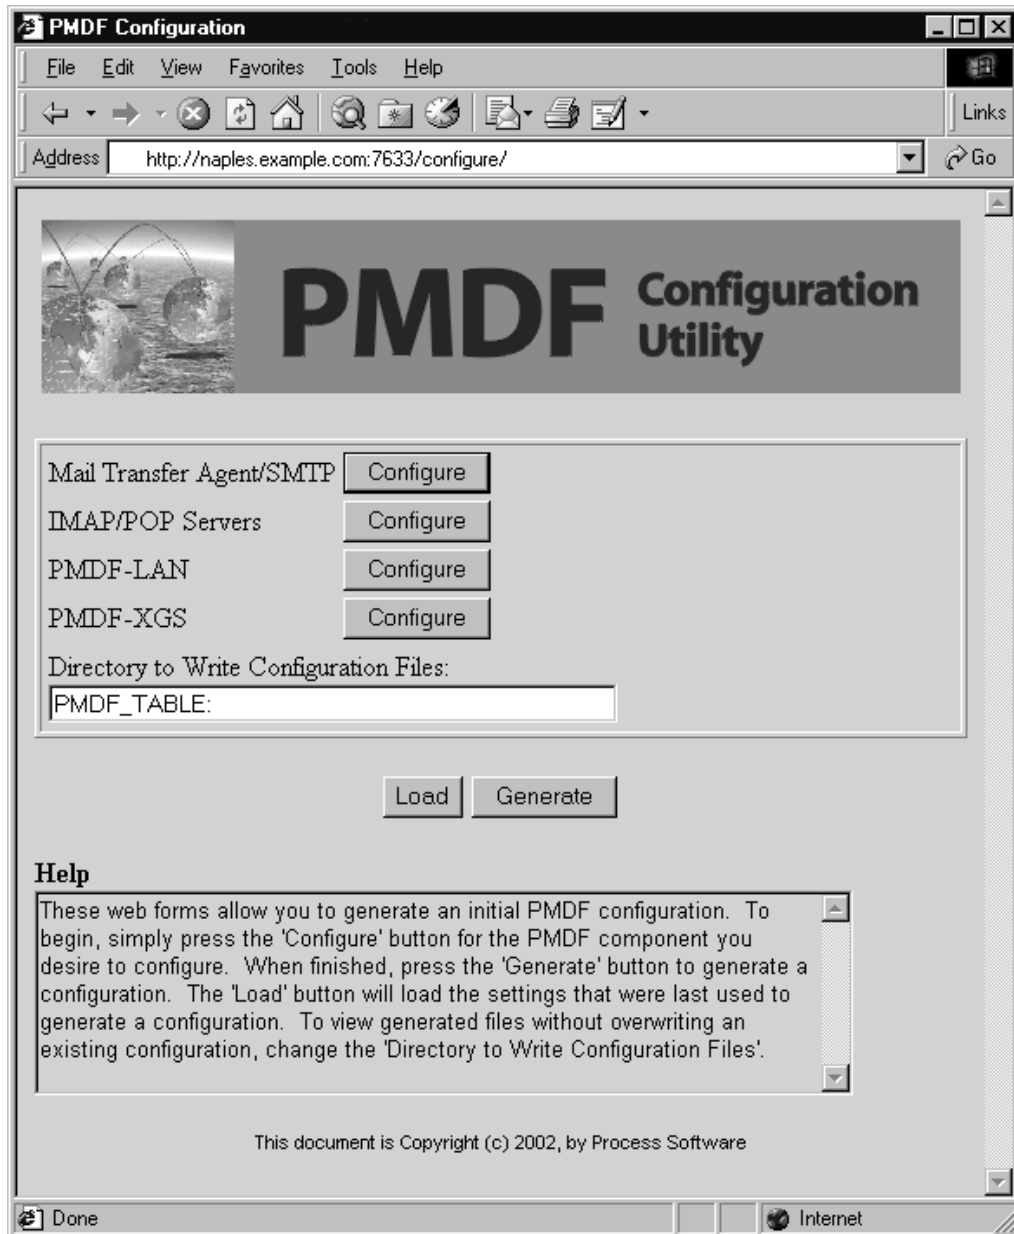 PMDF Configuration
File Edit View Favorites Tools Help
Links
Address http://naples.example.com:7633/configure/ Go
PMDF Configuration
Utility
Mail Transfer Agent/SMTP Configure
IMAP/POP Servers Configure
PMDF-LAN Configure
PMDF-XGS Configure
Directory to Write Configuration Files:
PMDF_TABLE:
Load Generate
Help
These web forms allow you to generate an initial PMDF configuration. To
begin, simply press the 'Configure' button for the PMDF component you
desire to configure. When finished, press the 'Generate' button to generate a
configuration. The 'Load' button will load the settings that were last used to
generate a configuration. To view generated files without overwriting an
existing configuration, change the 'Directory to Write Configuration Files'.
This document is Copyright (c) 2002, by Process Software
Done Internet